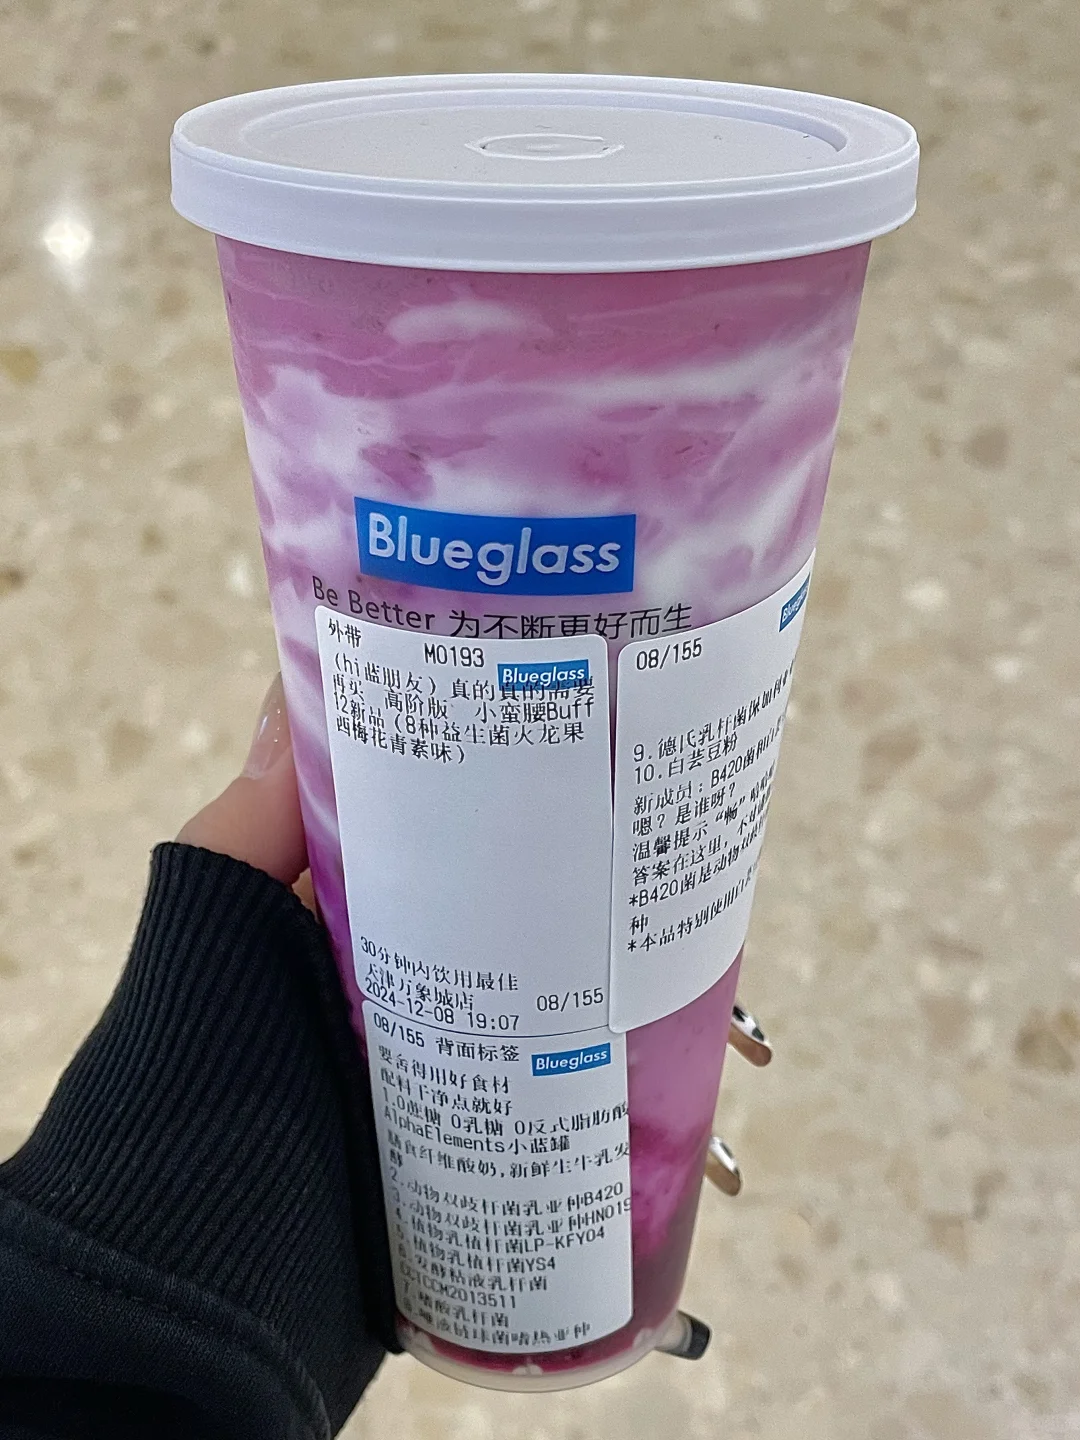 Blueglass
Be Better 为不断更好而生
外带
M0193
Blueglass
(hi蓝朋友) 真的真的需要
再尖 高阶版 小蛮腰Buff
12新品 (8种益生菌火龙果
西梅花青素味)
30分钟内饮用最佳
天津万象城店
2024-12-08 19:07
08/155
Blueglass
08/155
9.德氏乳杆菌保加利亚
10.白芸豆粉
新成员: B420菌和白芸
嗯? 是谁呀?
温馨提示 "畅"
答案在这里,
*B420菌是动物双歧杆
种
*本品特别使用白芸
08/155 背面标签
Blueglass
要舍得用好食材
配料干净点就好
1.0蔗糖 0乳糖 0反式脂肪酸
AlphaElements小蓝罐
膳食纤维酸奶,新鲜生牛乳发
酵
2.动物双歧杆菌乳亚种B420
3.动物双歧杆菌乳亚种HN019
4.植物乳植杆菌LP-KFY04
5.植物乳植杆菌YS4
6.发酵粘液乳杆菌
CCTCCM2013511
7.嗜酸乳杆菌
8.唾液链球菌嗜热亚种